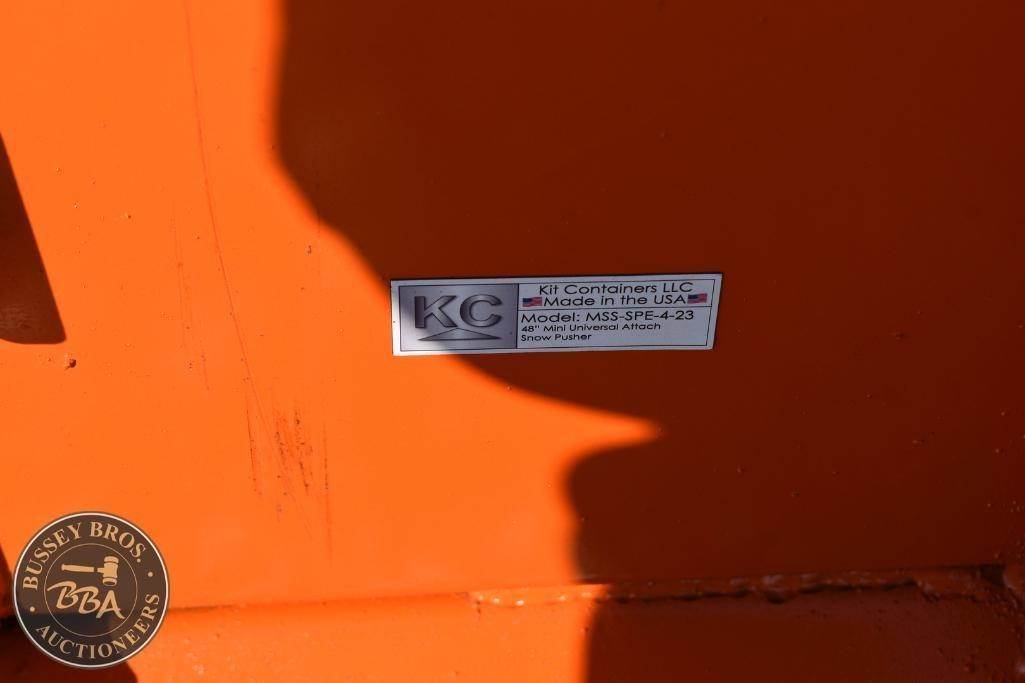 KC
Kit Containers LLC
Made in the USA
Model: MSS-SPE-4-23
48" Mini Universal Attach
Snow Pusher
BUSSEY BROS.
BBA
AUCTIONEERS